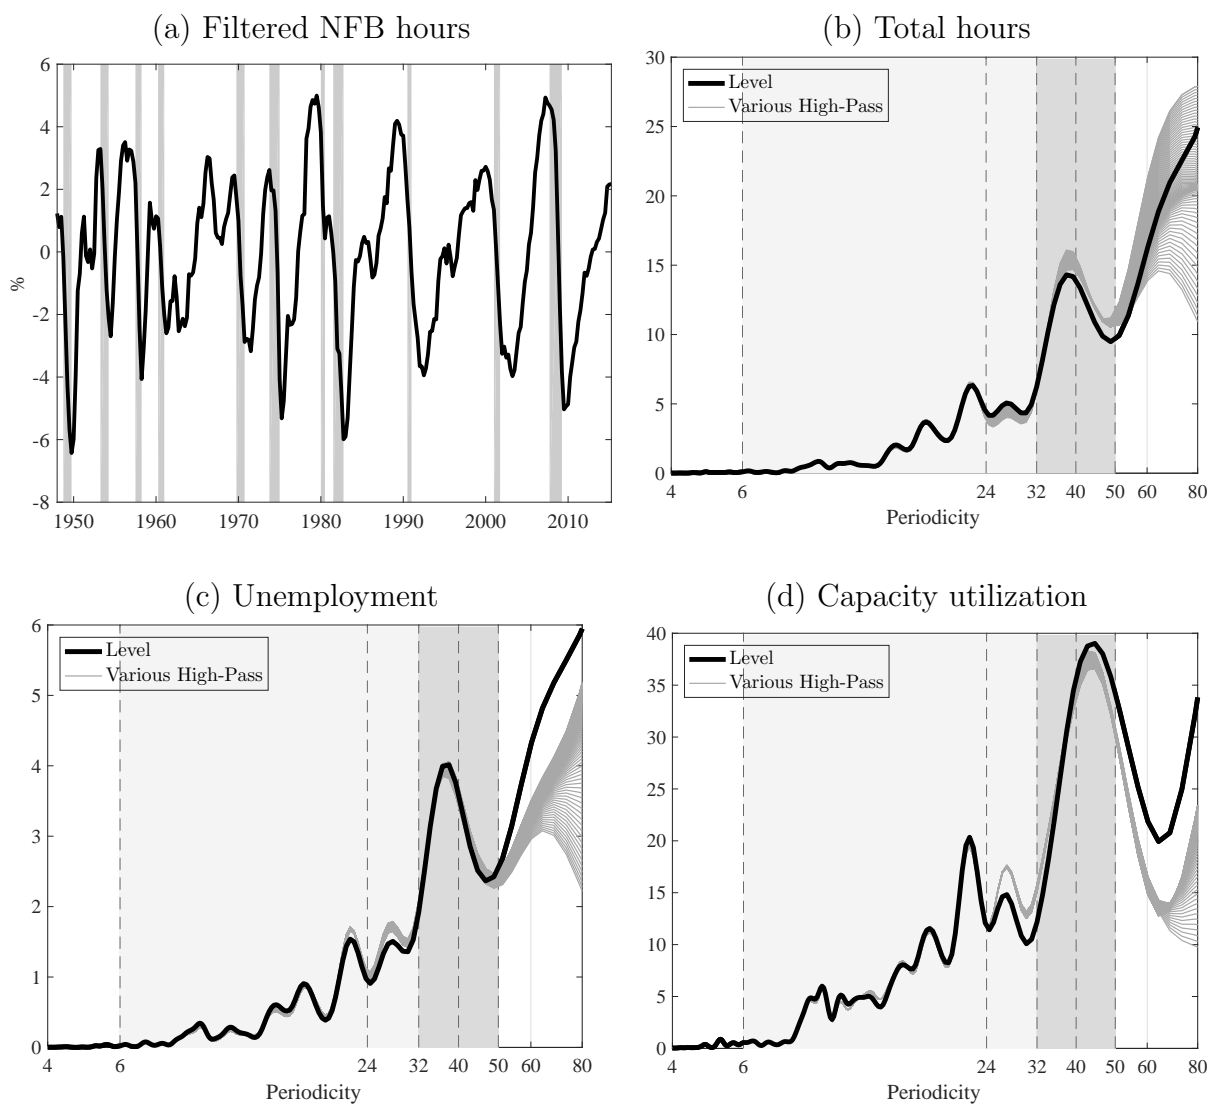 (a) Filtered NFB hours
6
4
2
0
-2
-4
-6
-8
%
1950 1960 1970 1980 1990 2000 2010
(b) Total hours
30
25
20
15
10
5
0
Level
Various High-Pass
4 6 24 32 40 50 60 80
Periodicity
(c) Unemployment
6
5
4
3
2
1
0
Level
Various High-Pass
4 6 24 32 40 50 60 80
Periodicity
(d) Capacity utilization
40
35
30
25
20
15
10
5
0
Level
Various High-Pass
4 6 24 32 40 50 60 80
Periodicity